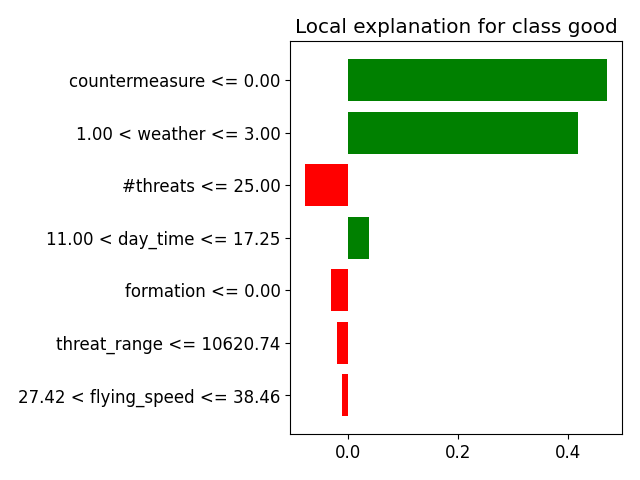 Local explanation for class good
countermeasure <= 0.00
1.00 < weather <= 3.00
#threats <= 25.00
11.00 < day_time <= 17.25
formation <= 0.00
threat_range <= 10620.74
27.42 < flying_speed <= 38.46
0.0 0.2 0.4